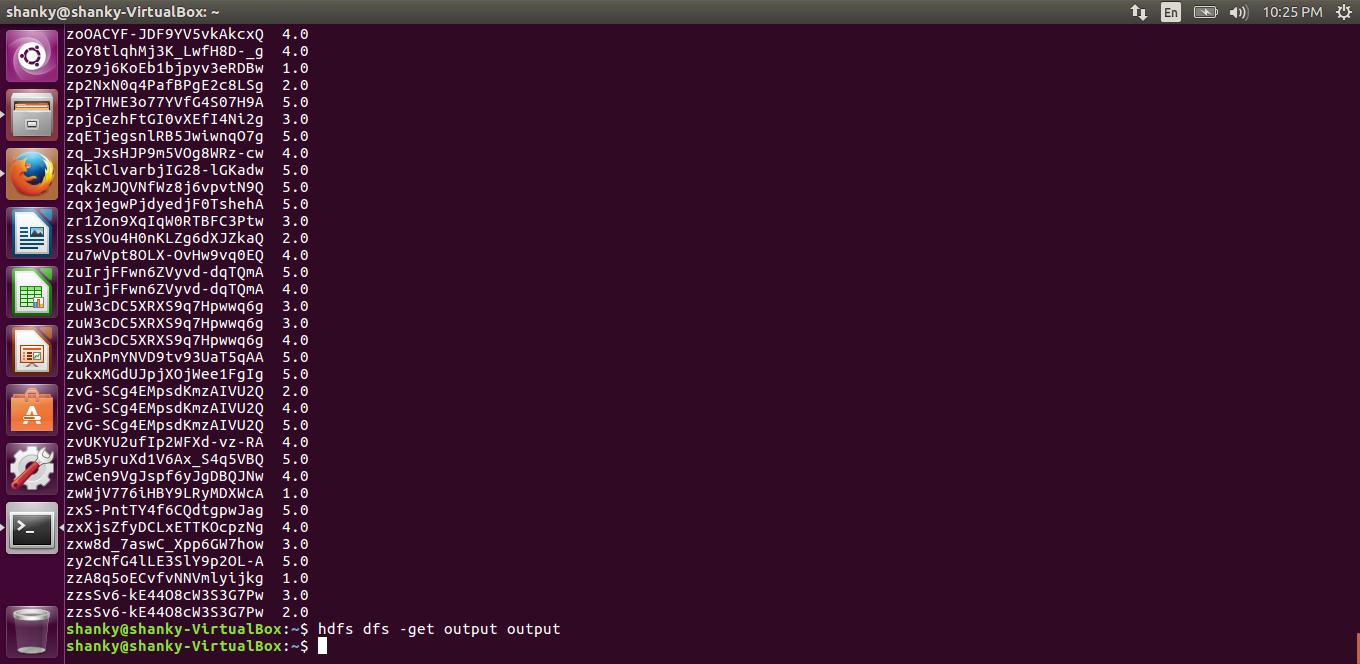 shanky@shanky-VirtualBox: ~
En
10:25 PM
zoOACYF-JDF9YV5vkAkcxQ 4.0
zoY8tlqhMj3K_LwfH8D-_g 4.0
zoz9j6KoEb1bjpyv3eRDBw 1.0
zp2NxN0q4PafBPgE2c8LSg 2.0
zpT7HWE3o77YVfG4S07H9A 5.0
zpjCezhFtGI0vXEfI4Ni2g 3.0
zqETjegsnlRB5JwiwnqO7g 5.0
zq_JxsHJP9m5VOg8WRz-cw 4.0
zqklClvarbjIG28-lGKadw 5.0
zqkzMJQVNfWz8j6vpvtN9Q 5.0
zqxjegwPjdyedjF0TshehA 5.0
zr1Zon9XqIqW0RTBFC3Ptw 3.0
zssYOu4H0nKLZg6dXJZkaQ 2.0
zu7wVpt8OLX-OvHw9vq0EQ 4.0
zuIrjFFwn6ZVyvd-dqTQmA 5.0
zuIrjFFwn6ZVyvd-dqTQmA 4.0
zuW3cDC5XRXS9q7Hpwwq6g 3.0
zuW3cDC5XRXS9q7Hpwwq6g 3.0
zuW3cDC5XRXS9q7Hpwwq6g 4.0
zuXnPmYNVD9tv93UaT5qAA 5.0
zukxMGdUJpjXOjWee1FgIg 5.0
zvG-SCg4EMpsdKmzAIVU2Q 2.0
zvG-SCg4EMpsdKmzAIVU2Q 4.0
zvG-SCg4EMpsdKmzAIVU2Q 5.0
zvUKYU2ufIp2WFXd-vz-RA 4.0
zwB5yruXd1V6Ax_S4q5VBQ 5.0
zwCen9VgJspf6yJgDBQJNw 4.0
zwWjV776iHBY9LRyMDXWcA 1.0
zxS-PntTY4f6CQdtgpwJag 5.0
zxXjsZfyDCLxETTKOcpzNg 4.0
zxw8d_7aswC_Xpp6GW7how 3.0
zy2cNfG4lLE3SlY9p2OL-A 5.0
zzA8q5oECvfvNNVmlyijkg 1.0
zzsSv6-kE44O8cW3S3G7Pw 3.0
zzsSv6-kE44O8cW3S3G7Pw 2.0
shanky@shanky-VirtualBox:~$ hdfs dfs -get output output
shanky@shanky-VirtualBox:~$